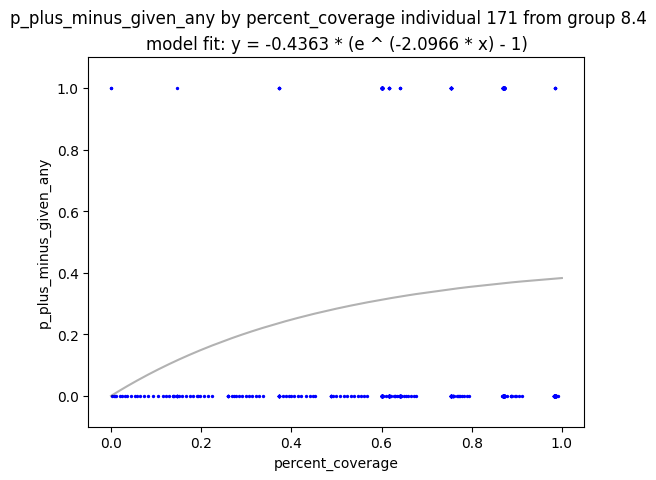 p_plus_minus_given_any by percent_coverage individual 171 from group 8.4
model fit: y = -0.4363 * (e ^ (-2.0966 * x) - 1)
1.0
0.8
0.6
0.4
0.2
0.0
p_plus_minus_given_any
0.0 0.2 0.4 0.6 0.8 1.0
percent_coverage